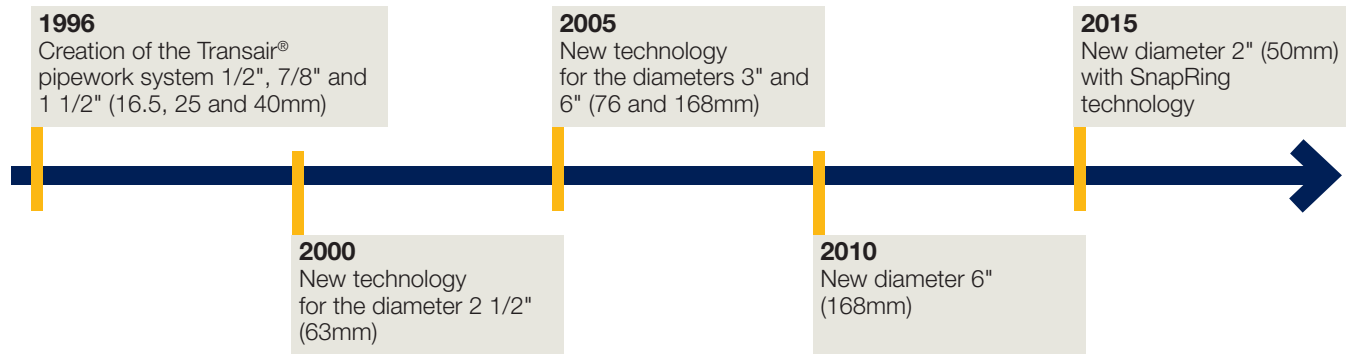 1996
Creation of the Transair®
pipework system 1/2", 7/8" and
1 1/2" (16.5, 25 and 40mm)
2000
New technology
for the diameter 2 1/2"
(63mm)
2005
New technology
for the diameters 3" and
6" (76 and 168mm)
2010
New diameter 6"
(168mm)
2015
New diameter 2" (50mm)
with SnapRing
technology